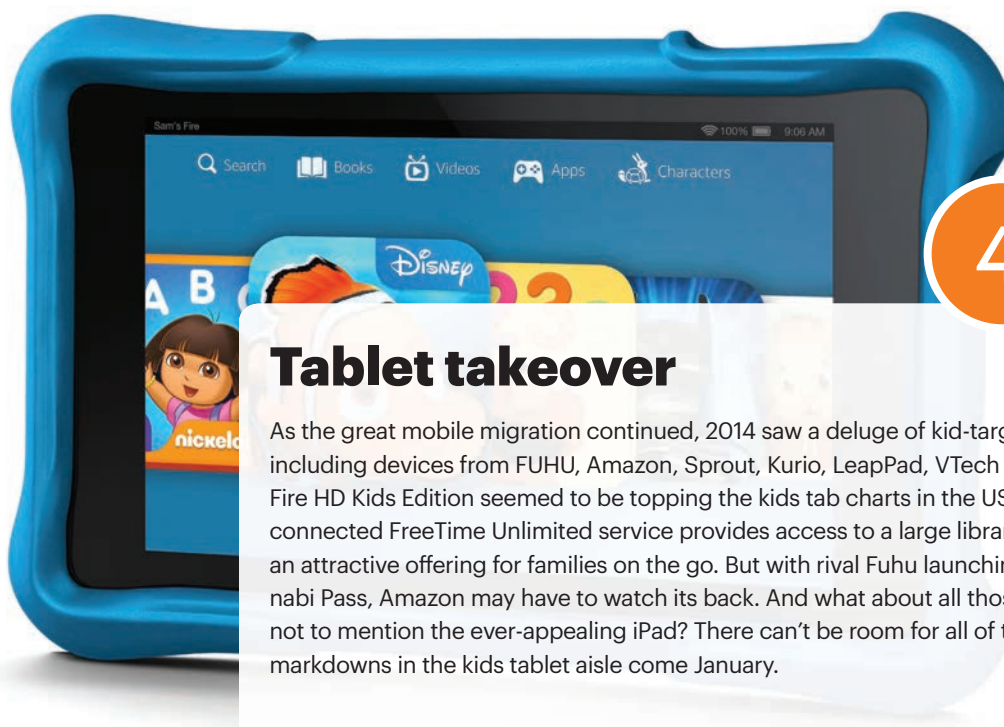 Sam's Fire 100% 9:06 AM
Search Books Videos Apps Characters
A B
Disney
4
Tablet takeover
As the great mobile migration continued, 2014 saw a deluge of kid-targ
including devices from FUHU, Amazon, Sprout, Kurio, LeapPad, VTech
Fire HD Kids Edition seemed to be topping the kids tab charts in the US
connected FreeTime Unlimited service provides access to a large librar
an attractive offering for families on the go. But with rival Fuhu launchin
nabi Pass, Amazon may have to watch its back. And what about all thos
not to mention the ever-appealing iPad? There can't be room for all of t
markdowns in the kids tablet aisle come January.